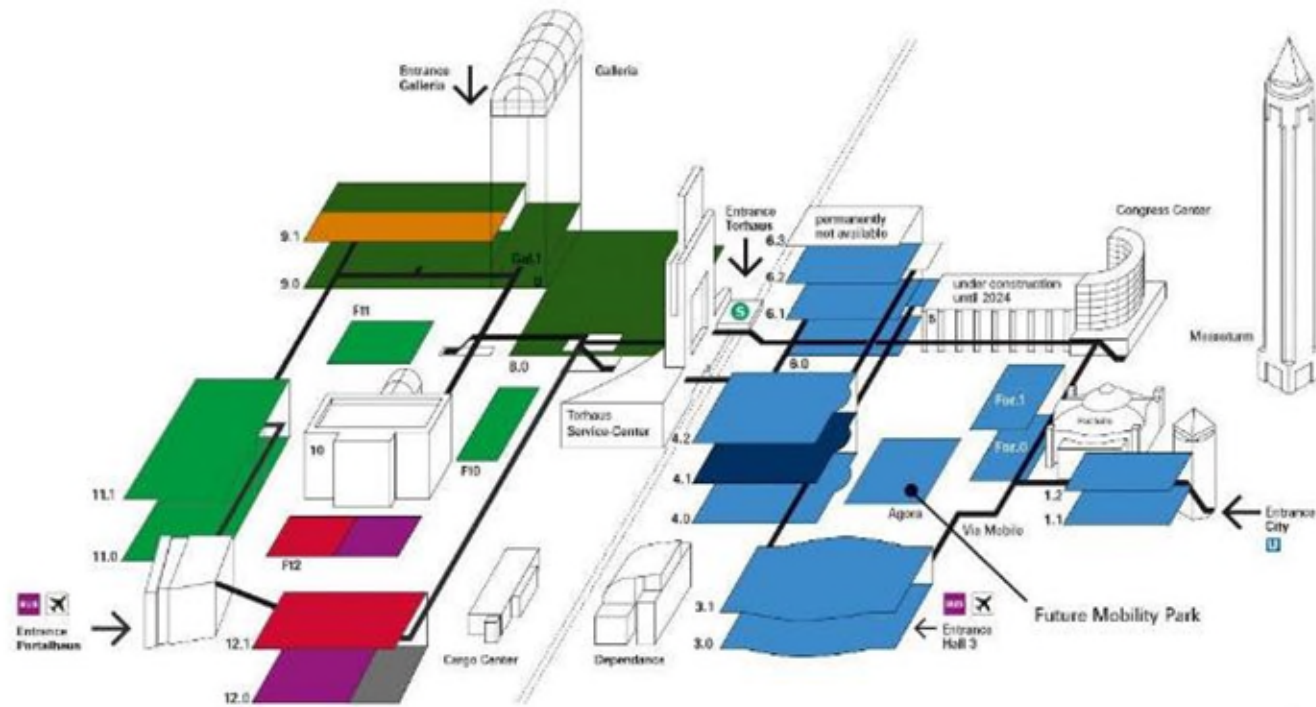 Entrance
Galleria
Galleria
Entrance
Torhaus
permanently
not available
Congress Center
6.3
6.2
6.1
6.0
under construction
until 2024
5
S
9.1
9.0
Gal.1
0
F11
8.0
Messeturm
Torhaus
Service-Center
10
F10
11.1
11.0
F12
4.2
4.1
4.0
For.1
For.0
Festhalle
Agora
Via Mobile
1.2
1.1
Entrance
City
U
BUS
Entrance
Portalhaus
12.1
12.0
Cargo Center
Dependance
3.1
3.0
BUS
Entrance
Hall 3
Future Mobility Park